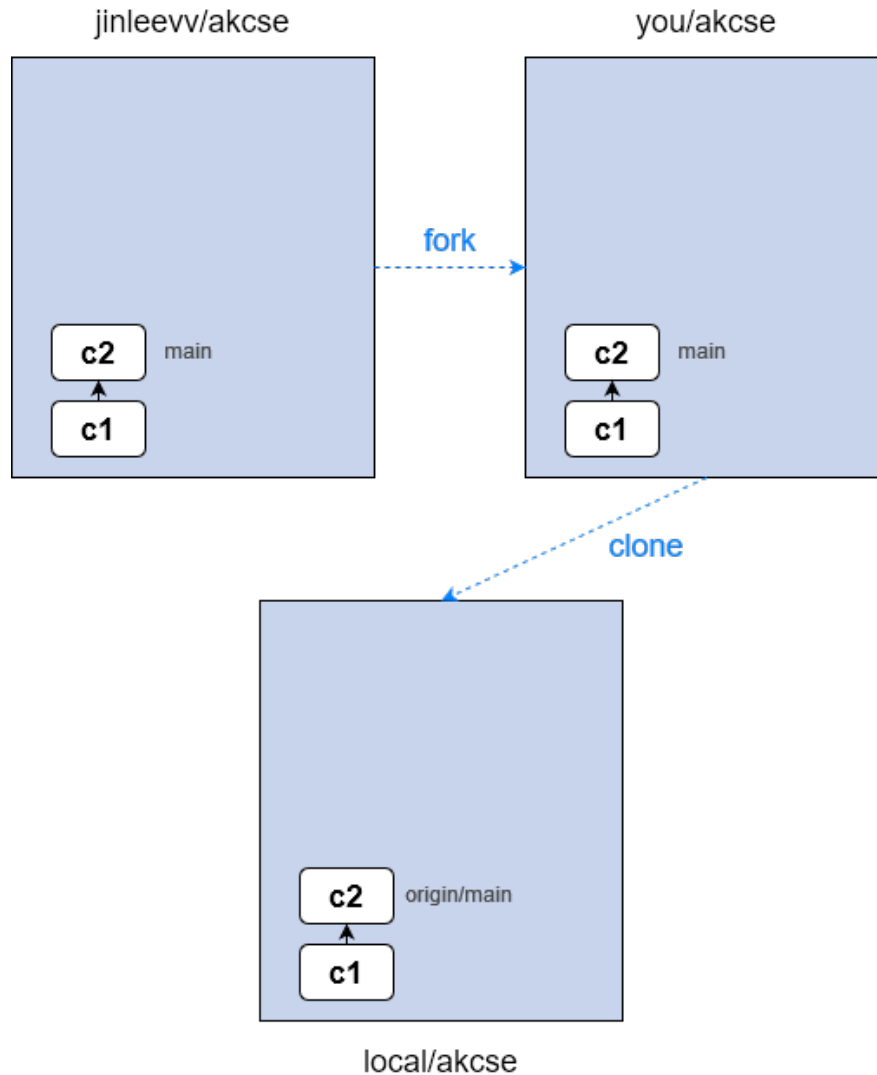 jinleevv/akcse
you/akcse
fork
c2
main
c1
c2
main
c1
clone
c2
origin/main
c1
local/akcse